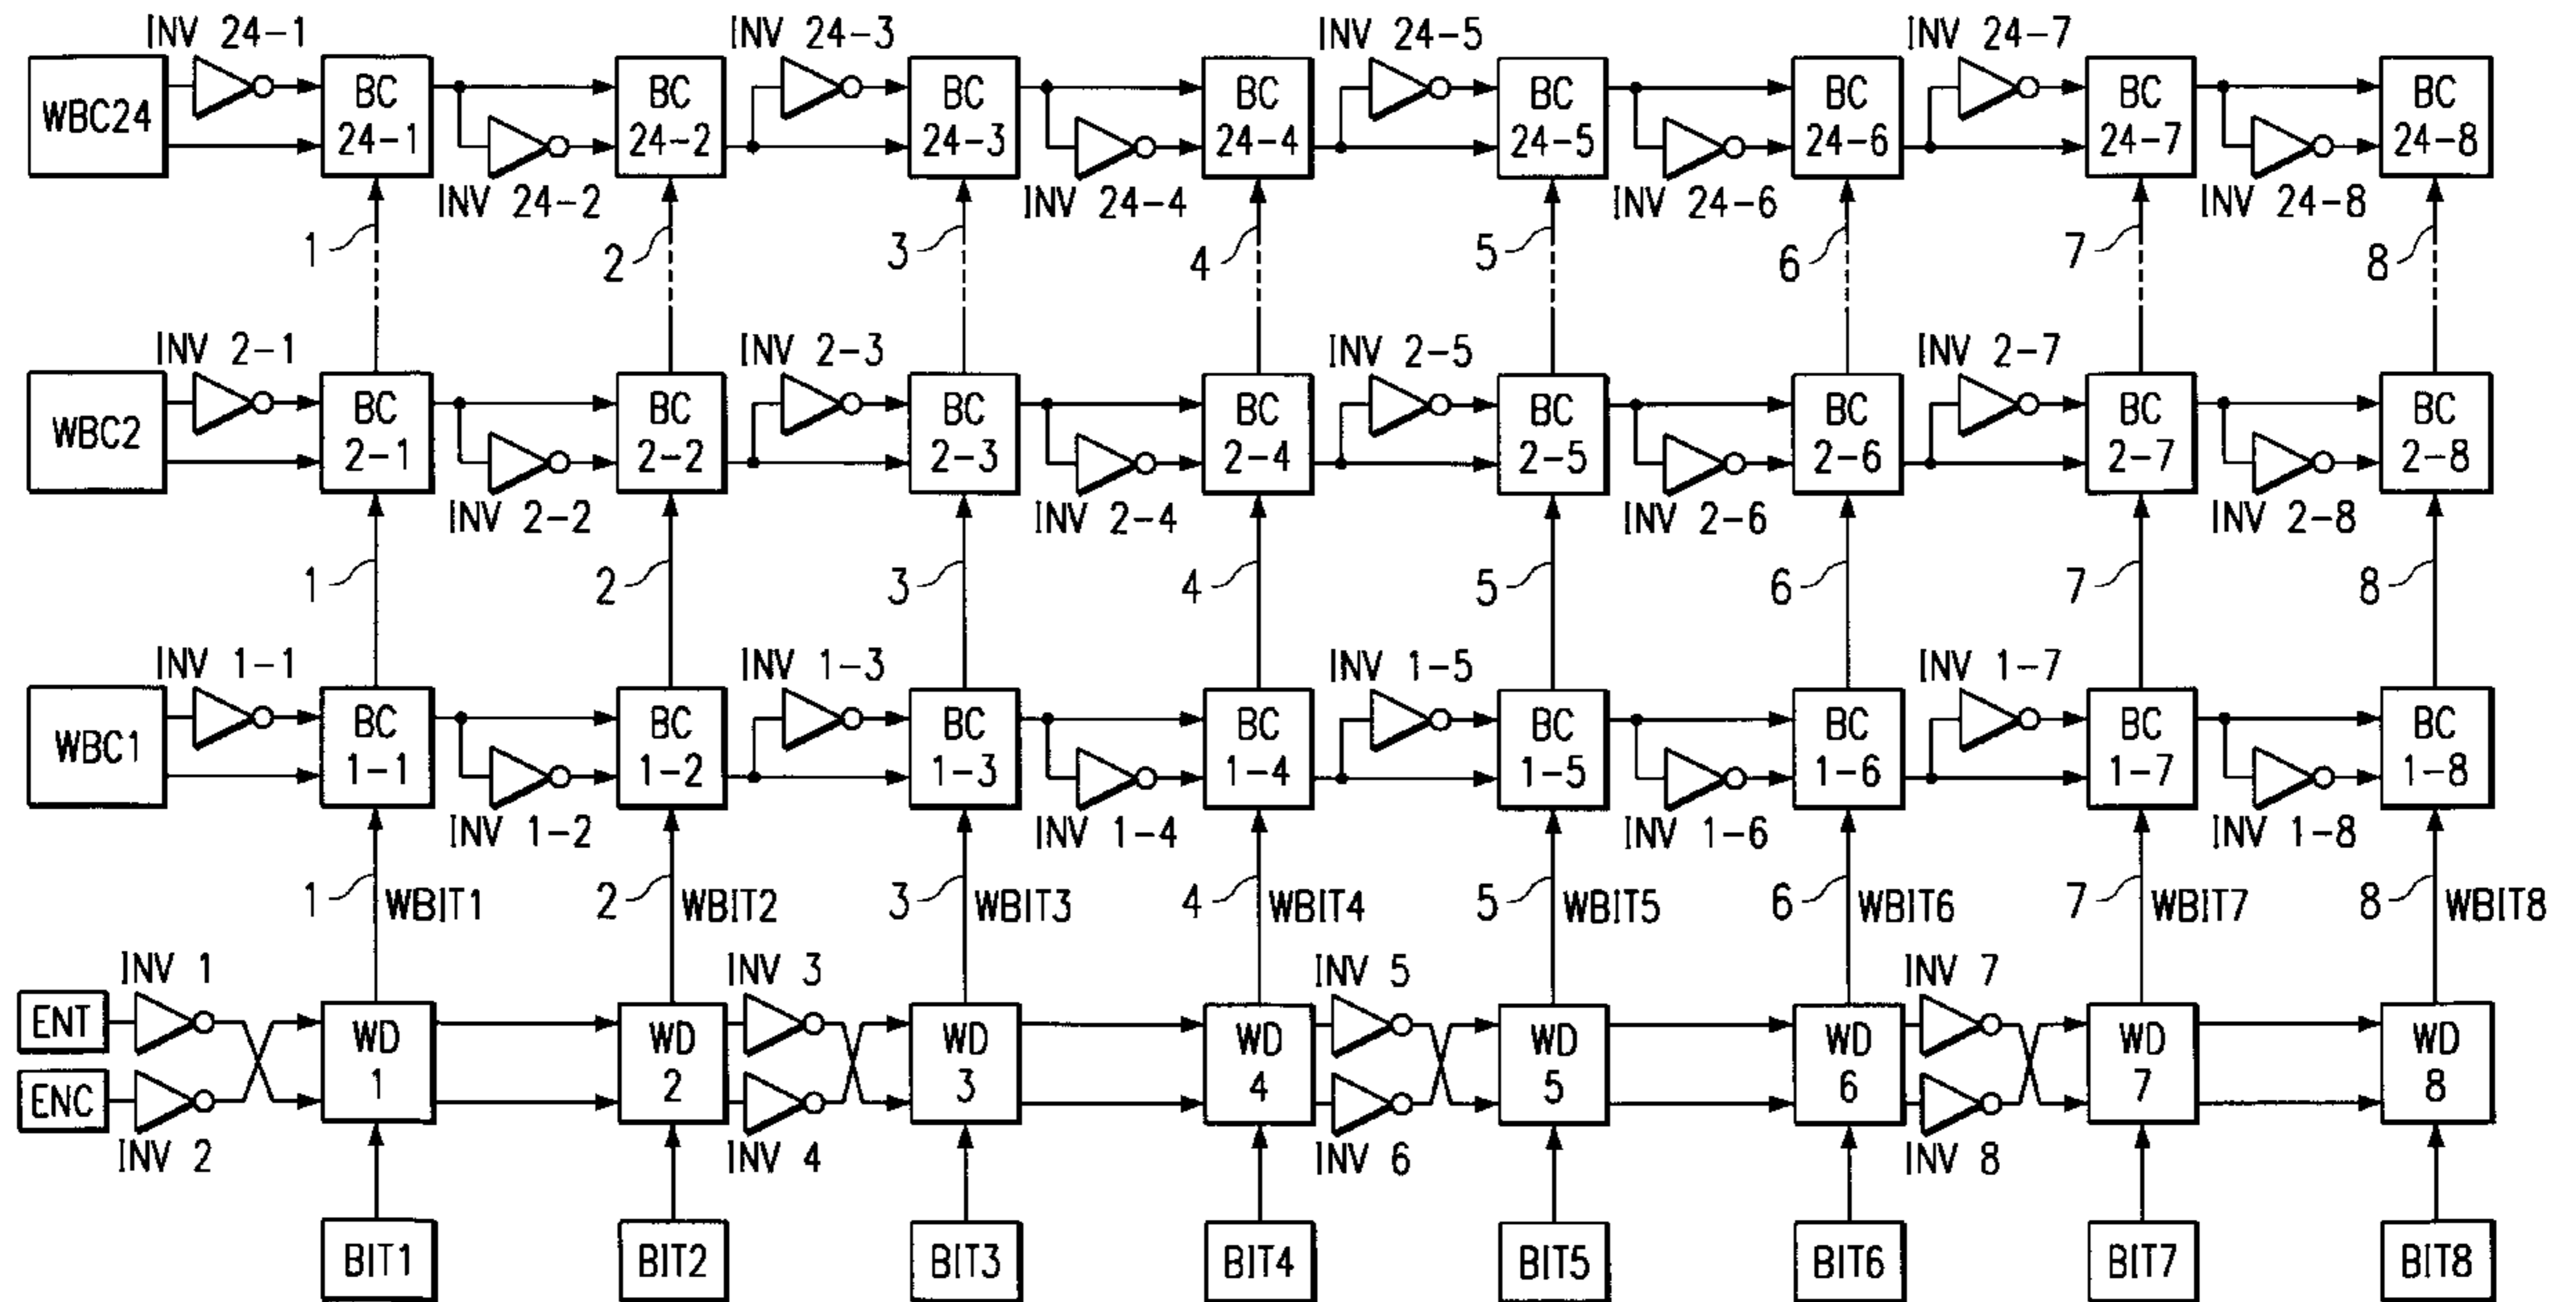 INV 24-1 INV 24-3 INV 24-5 INV 24-7
WBC24 BC 24-1 BC 24-2 BC 24-3 BC 24-4 BC 24-5 BC 24-6 BC 24-7 BC 24-8
INV 24-2 INV 24-4 INV 24-6 INV 24-8
1 2 3 4 5 6 7 8
INV 2-1 INV 2-3 INV 2-5 INV 2-7
WBC2 BC 2-1 BC 2-2 BC 2-3 BC 2-4 BC 2-5 BC 2-6 BC 2-7 BC 2-8
INV 2-2 INV 2-4 INV 2-6 INV 2-8
1 2 3 4 5 6 7 8
INV 1-1 INV 1-3 INV 1-5 INV 1-7
WBC1 BC 1-1 BC 1-2 BC 1-3 BC 1-4 BC 1-5 BC 1-6 BC 1-7 BC 1-8
INV 1-2 INV 1-4 INV 1-6 INV 1-8
1 WBIT1 2 WBIT2 3 WBIT3 4 WBIT4 5 WBIT5 6 WBIT6 7 WBIT7 8 WBIT8
INV 1 INV 3 INV 5 INV 7
ENT
ENC
WD 1 WD 2 WD 3 WD 4 WD 5 WD 6 WD 7 WD 8
INV 2 INV 4 INV 6 INV 8
BIT1 BIT2 BIT3 BIT4 BIT5 BIT6 BIT7 BIT8